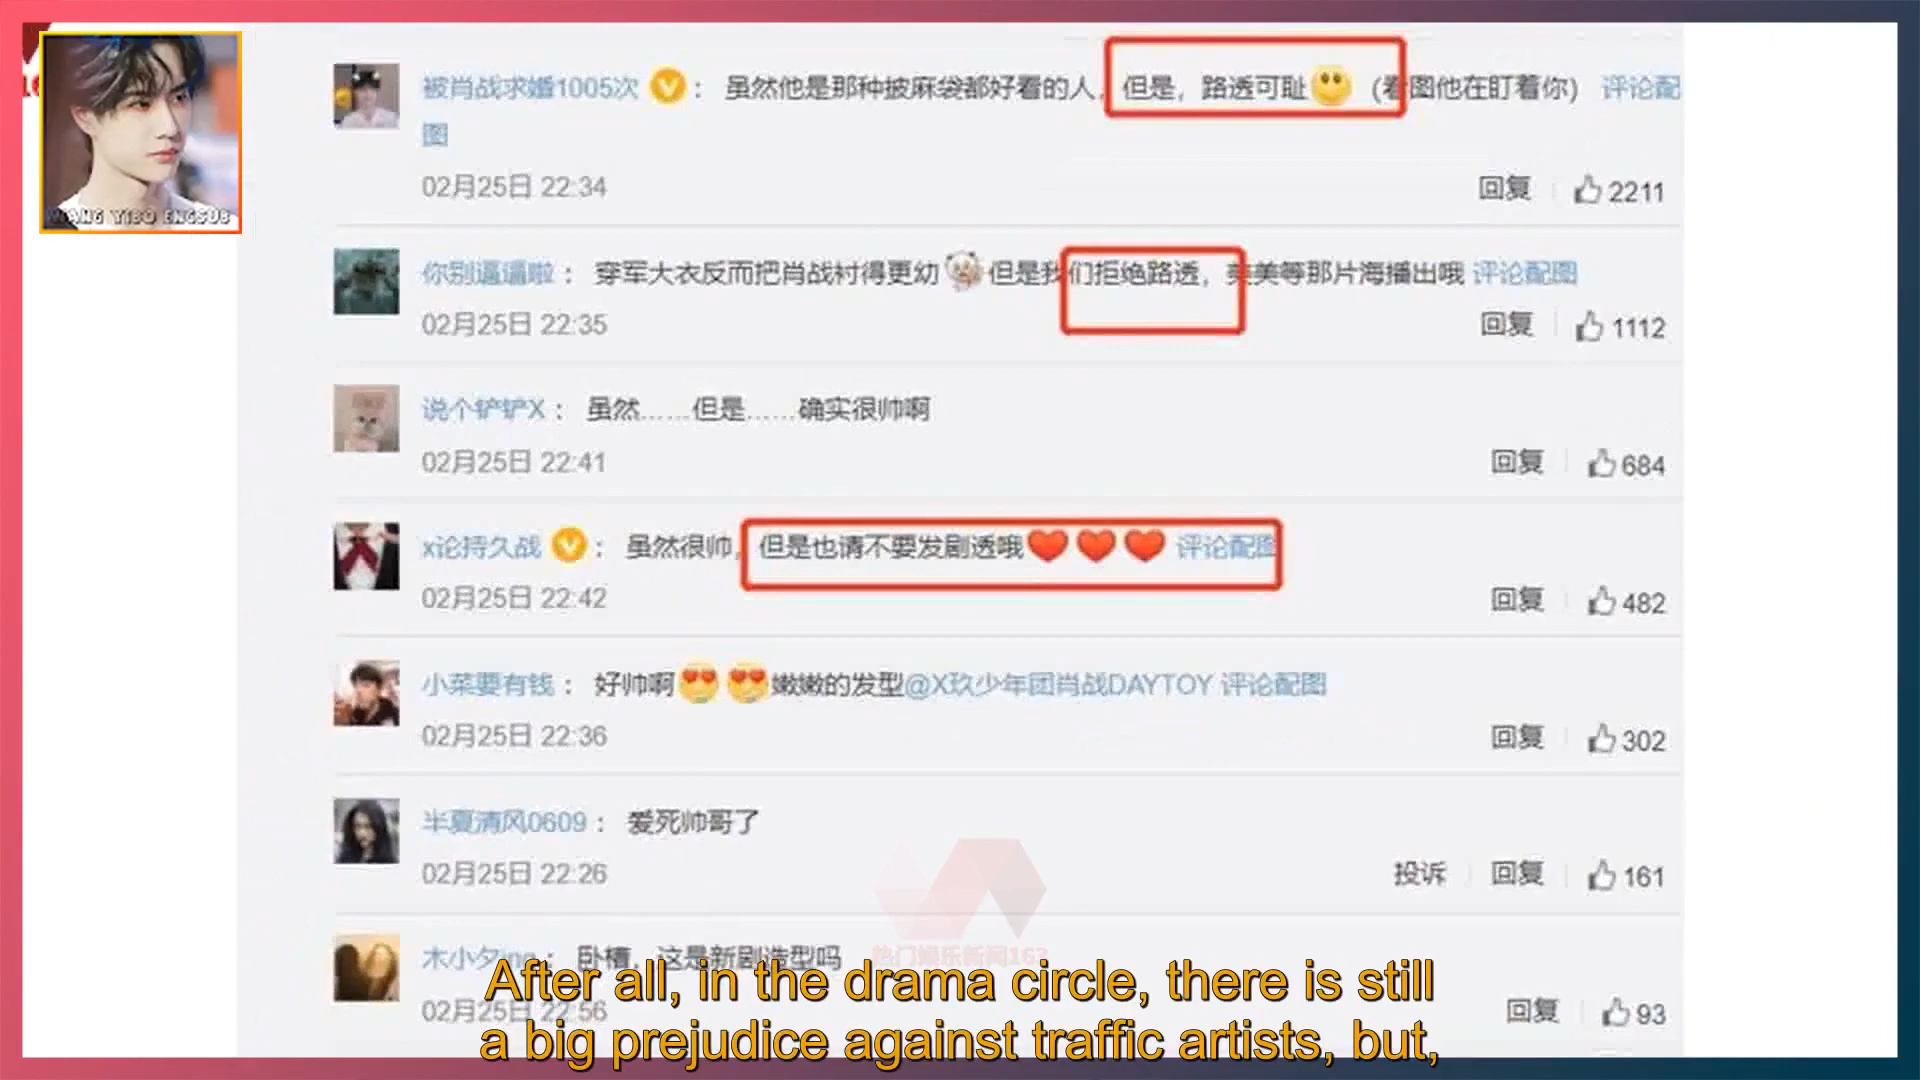 WANG YIBO ENGSUB
被肖战求婚1005次 : 虽然他是那种披麻袋都好看的人,但是,路透可耻 (看图他在盯着你) 评论配
图
02月25日 22:34
回复 2211
你别逼逼啦: 穿军大衣反而把肖战衬得更幼 但是我们拒绝路透,美美等那片海播出哦 评论配图
02月25日 22:35
回复 1112
说个铲铲X: 虽然……但是……确实很帅啊
02月25日 22:41
回复 684
x论持久战 : 虽然很帅,但是也请不要发剧透哦 评论配图
02月25日 22:42
回复 482
小菜要有钱: 好帅啊 嫩嫩的发型@X玖少年团肖战DAYTOY 评论配图
02月25日 22:36
回复 302
半夏清风0609: 爱死帅哥了
02月25日 22:26
投诉 回复 161
热门娱乐新闻163
木小夕ing: 卧槽,这是新剧造型吗
02月25日 22:56
回复 93
After all, in the drama circle, there is still
a big prejudice against traffic artists, but,